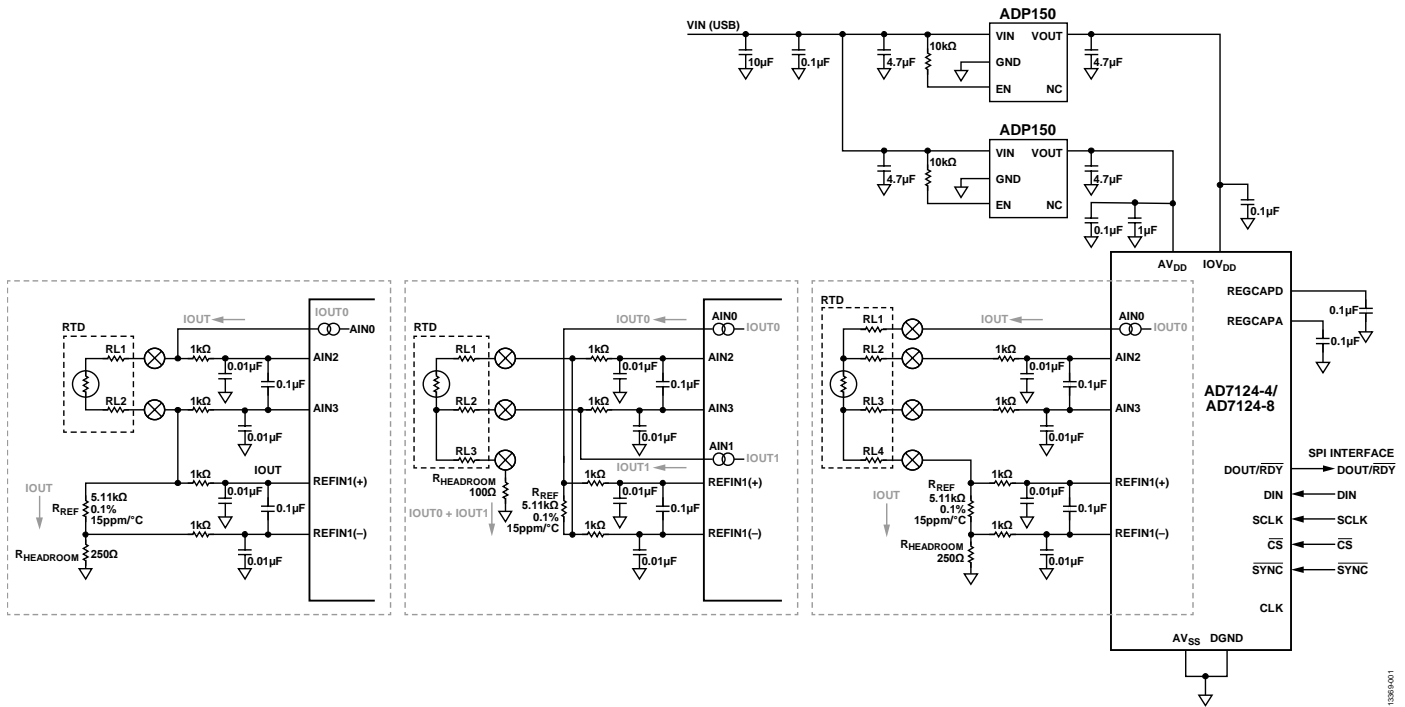 ADP150
VIN (USB)
VIN VOUT
10kΩ
10µF
0.1µF
4.7µF
GND
4.7µF
EN NC
ADP150
VIN VOUT
10kΩ
4.7µF
GND
4.7µF
EN NC
0.1µF
1µF
0.1µF
AVDD IOVDD
REGCAPD
0.1µF
REGCAPA
0.1µF
AD7124-4/
AD7124-8
SPI INTERFACE
DOUT/RDY DOUT/RDY
DIN DIN
SCLK SCLK
CS CS
SYNC SYNC
CLK
AVSS DGND
RTD
IOUT
IOUT0
AIN0
RL1
1kΩ
AIN2
0.01µF
0.1µF
RL2
1kΩ
AIN3
0.01µF
IOUT
1kΩ
IOUT
REFIN1(+)
RREF
5.11kΩ
0.1%
15ppm/°C
0.01µF
0.1µF
1kΩ
REFIN1(–)
RHEADROOM
250Ω
0.01µF
RTD
IOUT0
AIN0
IOUT0
RL1
1kΩ
AIN2
0.01µF
0.1µF
RL2
1kΩ
AIN3
0.01µF
AIN1
IOUT1
IOUT1
RL3
RHEADROOM
100Ω
IOUT0 + IOUT1
RREF
5.11kΩ
0.1%
15ppm/°C
1kΩ
REFIN1(+)
0.01µF
0.1µF
1kΩ
REFIN1(–)
0.01µF
RTD
RL1
IOUT
AIN0
IOUT0
RL2
1kΩ
AIN2
0.01µF
0.1µF
RL3
1kΩ
AIN3
0.01µF
RL4
IOUT
RREF
5.11kΩ
0.1%
15ppm/°C
1kΩ
REFIN1(+)
0.01µF
0.1µF
1kΩ
REFIN1(–)
RHEADROOM
250Ω
0.01µF
13369-001